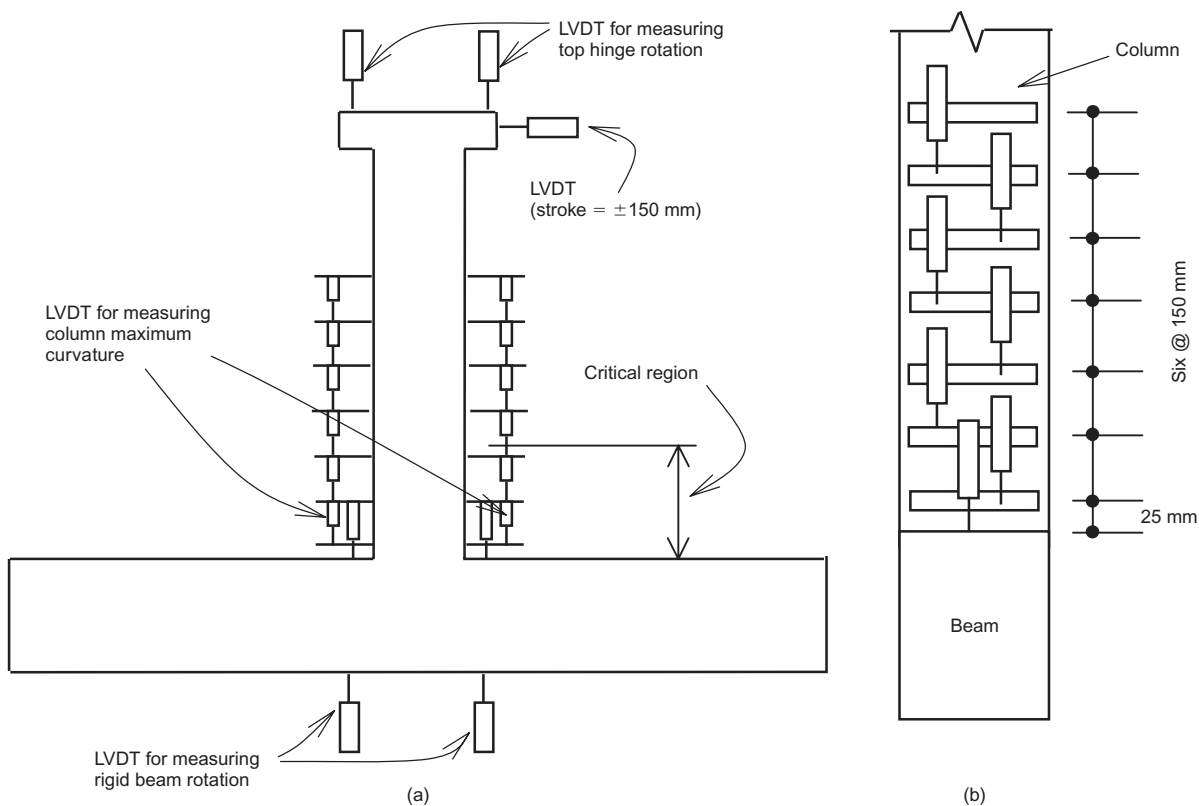 LVDT for measuring
top hinge rotation
LVDT
(stroke = ±150 mm)
LVDT for measuring
column maximum
curvature
Critical region
LVDT for measuring
rigid beam rotation
(a)
Column
Six @ 150 mm
25 mm
Beam
(b)